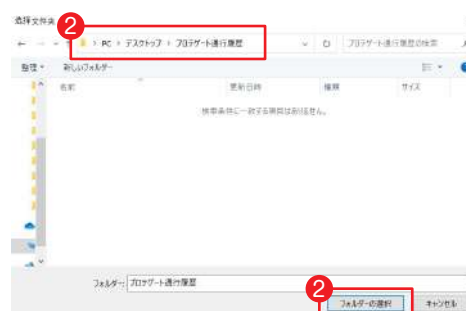 选择文件夹
2
PC › デスクトップ › プロテゲート通行履歴
プロテゲート通行履歴の検索
整理 新しいフォルダー
名前 更新日時 種類 サイズ
検索条件に一致する項目はありません。
フォルダー: プロテゲート通行履歴
2
フォルダーの選択 キャンセル